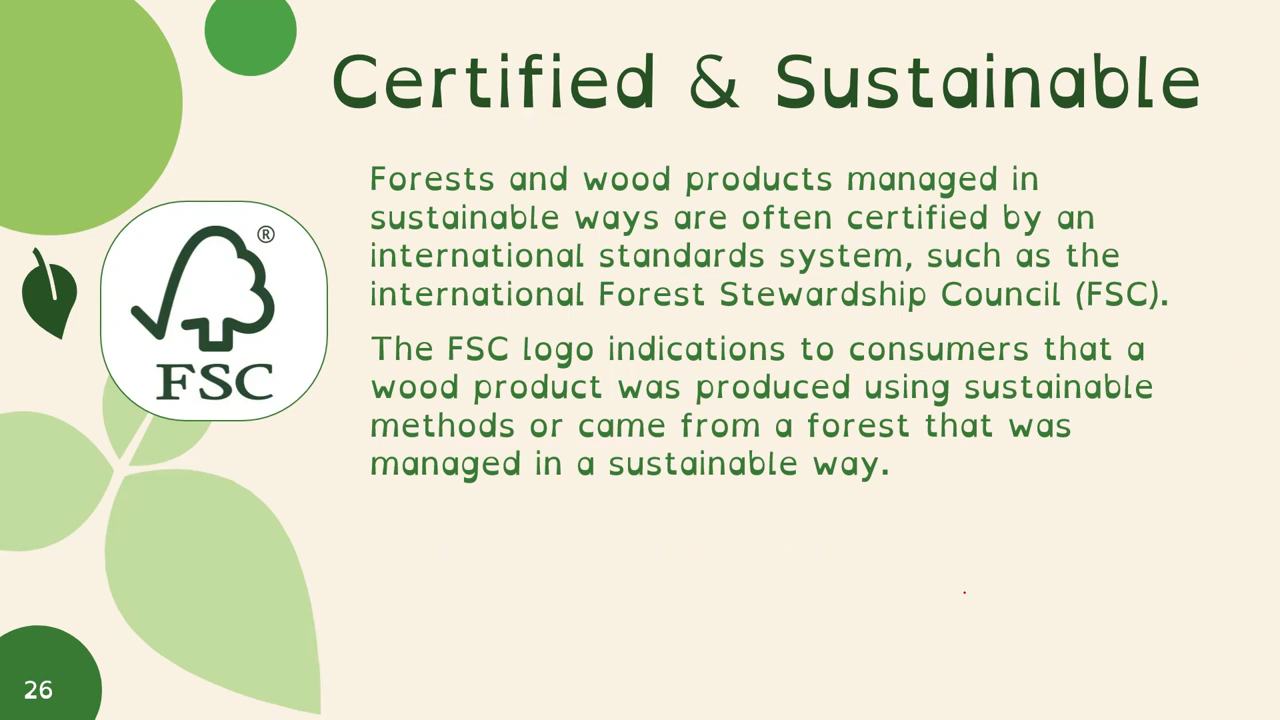 Certified & Sustainable
Forests and wood products managed in
sustainable ways are often certified by an
international standards system, such as the
international Forest Stewardship Council (FSC).
The FSC logo indications to consumers that a
wood product was produced using sustainable
methods or came from a forest that was
managed in a sustainable way.
®
FSC
26